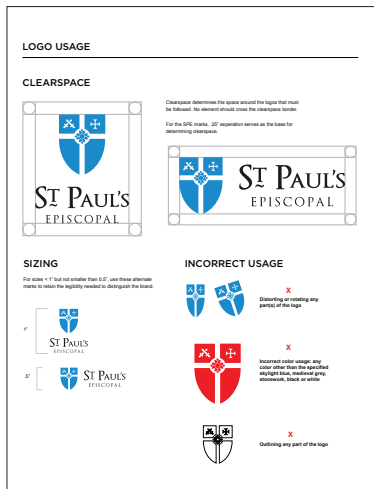 LOGO USAGE
CLEARSPACE
Clearspace determines the space around the logos that must
be followed. No element should cross the clearspace border.
For the SPE marks, .25" seperation serves as the base for
determining clearspace.
ST PAUL'S
EPISCOPAL
ST PAUL'S
EPISCOPAL
SIZING
For sizes < 1" but not smaller than 0.5", use these alternate
marks to retain the legibility needed to distinguish the brand.
1"
ST PAUL'S
EPISCOPAL
.5"
ST PAUL'S
EPISCOPAL
INCORRECT USAGE
X
Distorting or rotating any
part(s) of the logo
X
Incorrect color usage: any
color other than the specified
skylight blue, medieval grey,
stonework, black or white
X
Outlining any part of the logo